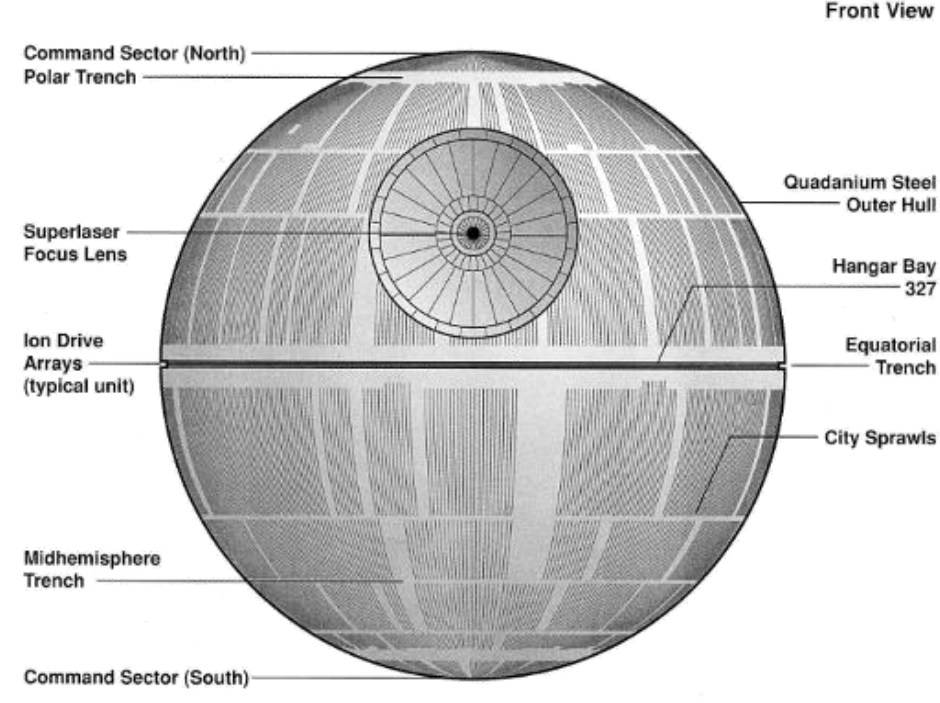 Front View
Command Sector (North)
Polar Trench
Quadanium Steel
Outer Hull
Superlaser
Focus Lens
Hangar Bay
327
Ion Drive
Arrays
(typical unit)
Equatorial
Trench
City Sprawls
Midhemisphere
Trench
Command Sector (South)